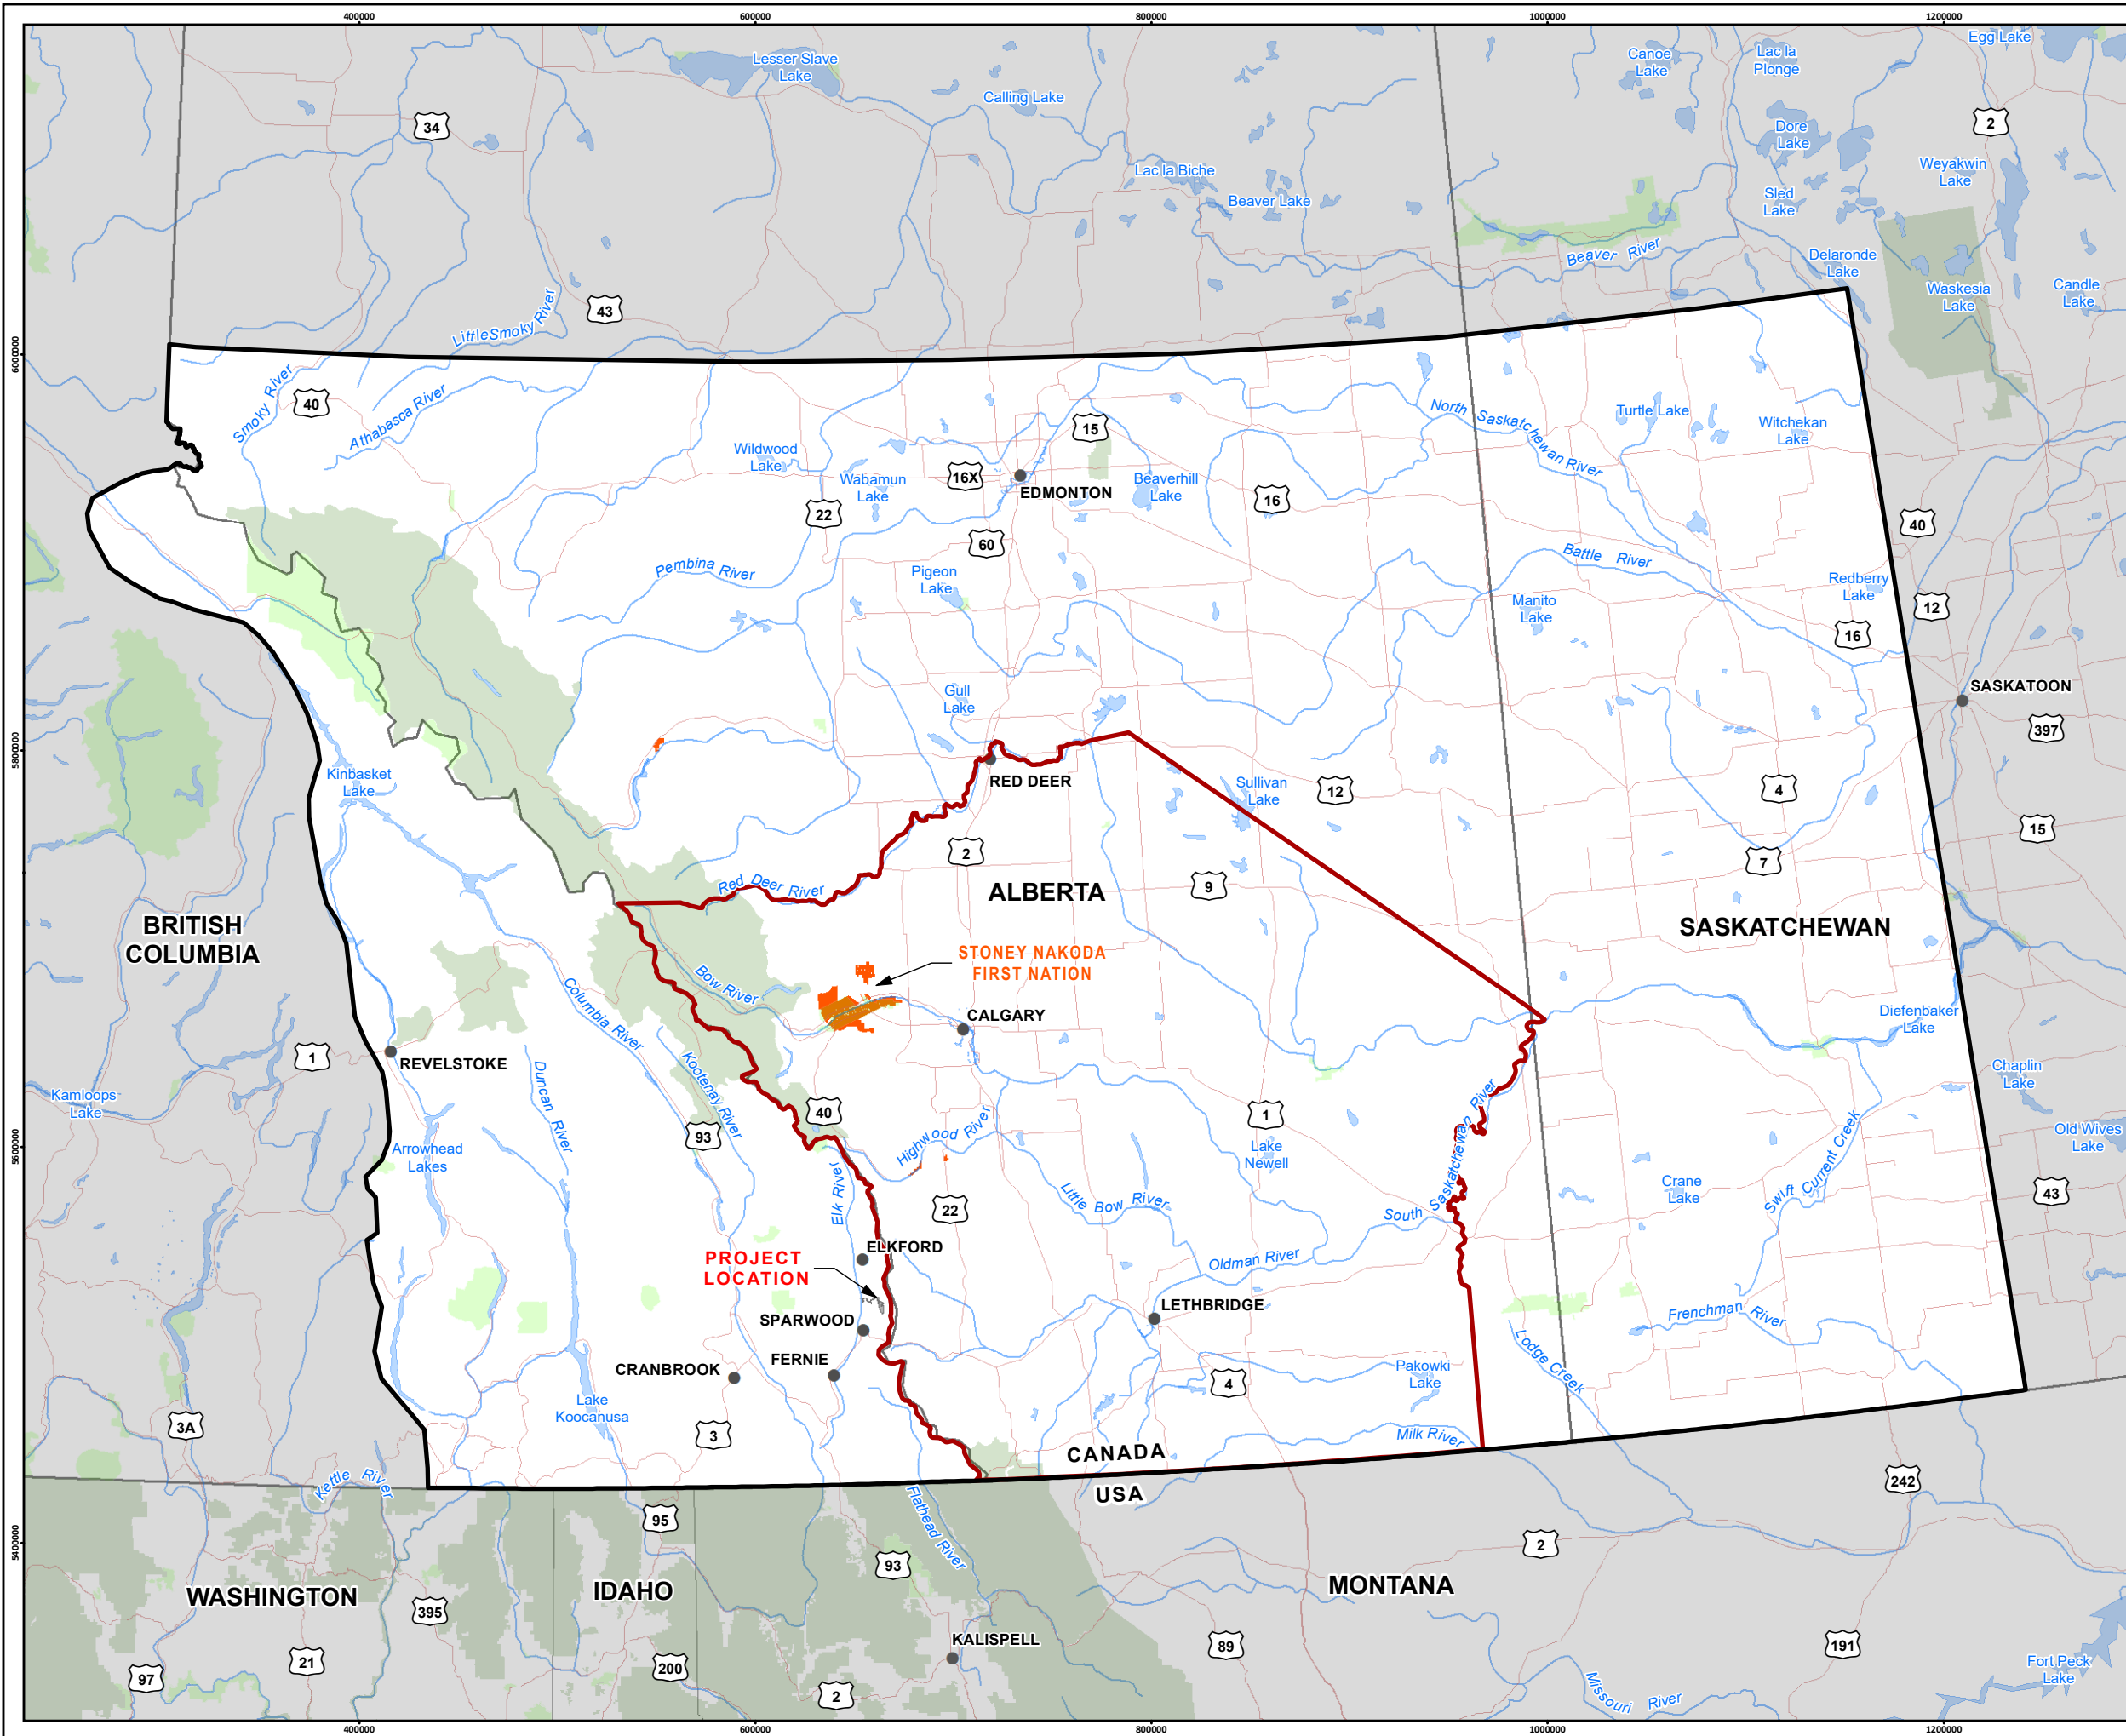 400000
600000
800000
1000000
1200000
Egg Lake
Lesser Slave
Lake
Canoe
Lake
Lac la
Plonge
Calling Lake
34
2
Dore
Lake
Lac la Biche
Weyakwin
Lake
Beaver Lake
Sled
Lake
Beaver River
Delaronde
Lake
Waskesia
Lake
Candle
Lake
43
Little Smoky River
6000000
Smoky River
40
Athabasca River
North Saskatchewan River
Turtle Lake
Witchekan
Lake
15
Wildwood
Lake
Wabamun
Lake
16X
EDMONTON
Beaverhill
Lake
16
22
40
60
Pembina River
Battle River
Pigeon
Lake
Manito
Lake
Redberry
Lake
12
16
Gull
Lake
SASKATOON
397
5800000
Kinbasket
Lake
RED DEER
Sullivan
Lake
12
4
15
2
7
Red Deer River
ALBERTA
9
BRITISH
COLUMBIA
SASKATCHEWAN
STONEY NAKODA
FIRST NATION
Bow River
Columbia River
CALGARY
Diefenbaker
Lake
1
REVELSTOKE
Duncan River
Kootenay River
Chaplin
Lake
Kamloops
Lake
40
1
93
Highwood River
Swift Current Creek
Old Wives
Lake
5600000
Arrowhead
Lakes
Lake
Newell
Elk River
Little Bow River
22
South Saskatchewan River
Crane
Lake
43
ELKFORD
PROJECT
LOCATION
Oldman River
SPARWOOD
LETHBRIDGE
Frenchman River
FERNIE
CRANBROOK
Lodge Creek
Pakowki
Lake
4
Lake
Koocanusa
3A
3
Milk River
CANADA
USA
Kettle River
242
Flathead River
95
5400000
93
2
WASHINGTON
IDAHO
MONTANA
395
KALISPELL
89
191
21
200
97
2
Fort Peck
Lake
Missouri River
400000
600000
800000
1000000
1200000